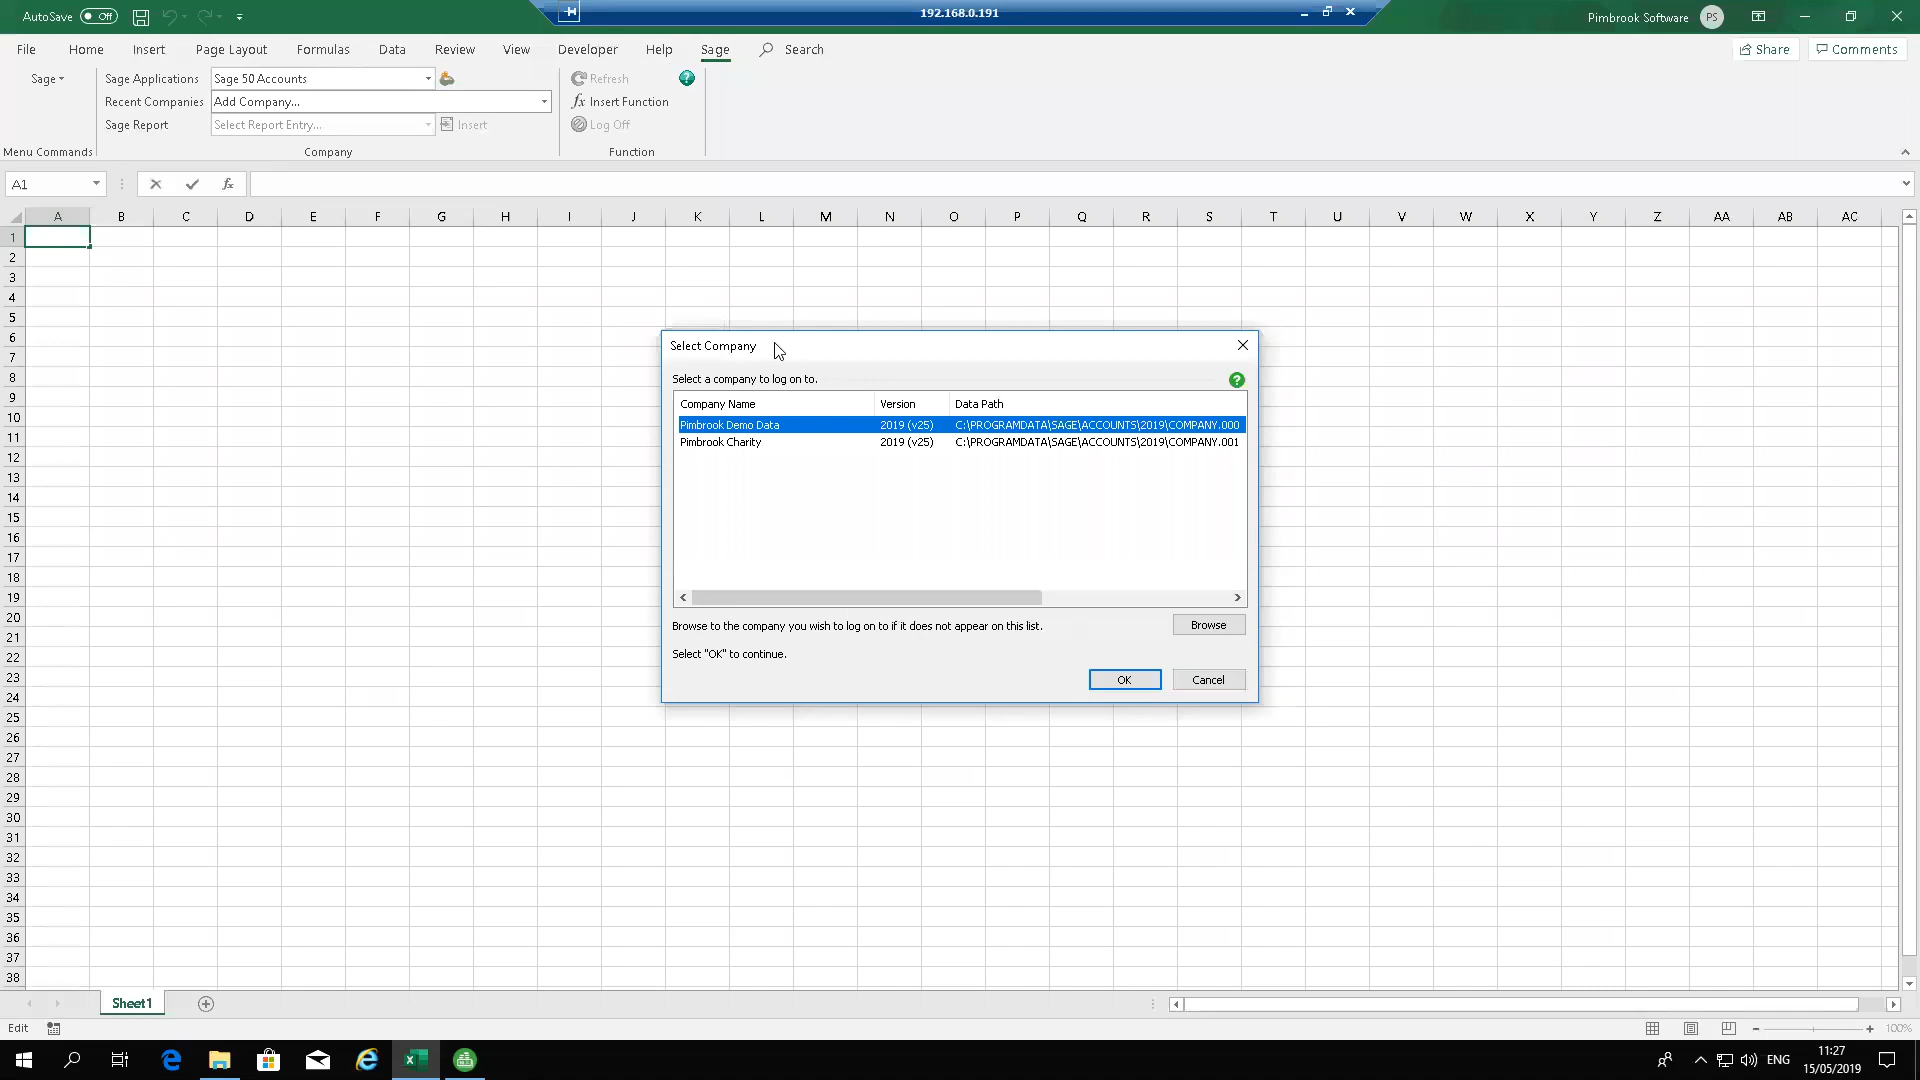 AutoSave Off
192.168.0.191
Pimbrook Software PS
File Home Insert Page Layout Formulas Data Review View Developer Help Sage Search Share Comments
Sage
Sage Applications Sage 50 Accounts
Recent Companies Add Company...
Sage Report Select Report Entry... Insert
Refresh ?
fx Insert Function
Log Off
Menu Commands Company Function
A1 fx
A B C D E F G H I J K L M N O P Q R S T U V W X Y Z AA AB AC
1
2
3
4
5
6
7
8
9
10
11
12
13
14
15
16
17
18
19
20
21
22
23
24
25
26
27
28
29
30
31
32
33
34
35
36
37
38
Select Company
Select a company to log on to. ?
Company Name Version Data Path
Pimbrook Demo Data 2019 (v25) C:\PROGRAMDATA\SAGE\ACCOUNTS\2019\COMPANY.000
Pimbrook Charity 2019 (v25) C:\PROGRAMDATA\SAGE\ACCOUNTS\2019\COMPANY.001
Browse to the company you wish to log on to if it does not appear on this list. Browse
Select "OK" to continue.
OK Cancel
Sheet1
Edit 100%
ENG 11:27
15/05/2019